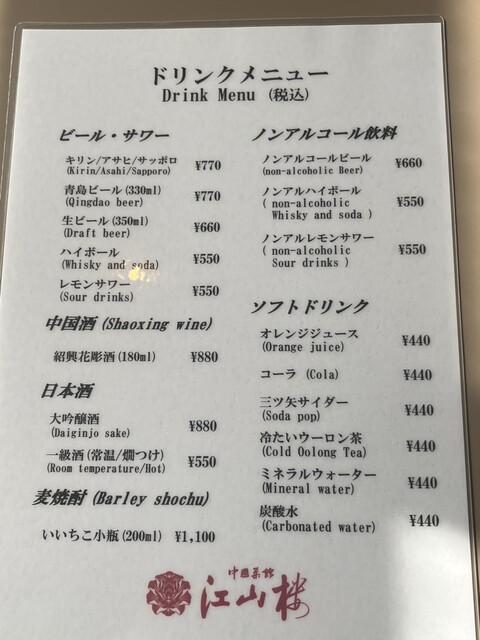 ドリンクメニュー
Drink Menu (税込)
ビール・サワー
キリン/アサヒ/サッポロ ¥770
(Kirin/Asahi/Sapporo)
青島ビール(330ml) ¥770
(Qingdao beer)
生ビール(350ml) ¥660
(Draft beer)
ハイボール ¥550
(Whisky and soda)
レモンサワー ¥550
(Sour drinks)
中国酒(Shaoxing wine)
紹興花彫酒(180ml) ¥880
日本酒
大吟醸酒 ¥880
(Daiginjo sake)
一級酒(常温/燗つけ) ¥550
(Room temperature/Hot)
麦焼酎(Barley shochu)
いいちこ小瓶(200ml) ¥1,100
ノンアルコール飲料
ノンアルコールビール ¥660
(non-alcoholic Beer)
ノンアルハイボール ¥550
( non-alcoholic
Whisky and soda )
ノンアルレモンサワー ¥550
( non-alcoholic
Sour drinks )
ソフトドリンク
オレンジジュース ¥440
(Orange juice)
コーラ (Cola) ¥440
三ツ矢サイダー ¥440
(Soda pop)
冷たいウーロン茶 ¥440
(Cold Oolong Tea)
ミネラルウォーター ¥440
(Mineral water)
炭酸水 ¥440
(Carbonated water)
中国菜館
江山楼